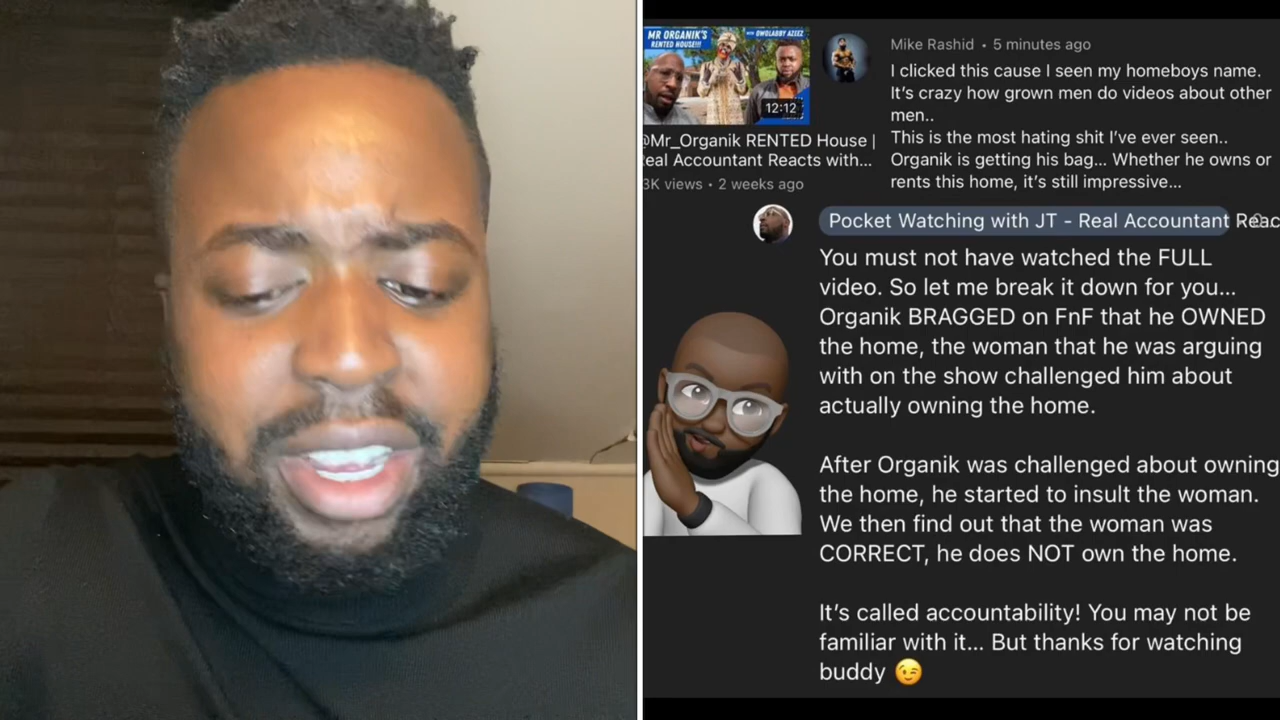 MR ORGANIK'S
RENTED HOUSE!!!
WITH OWOLABBY AZEEZ
12:12
@Mr_Organik RENTED House |
Real Accountant Reacts with...
3K views • 2 weeks ago
Mike Rashid • 5 minutes ago
I clicked this cause I seen my homeboys name.
It's crazy how grown men do videos about other
men..
This is the most hating shit I've ever seen..
Organik is getting his bag... Whether he owns or
rents this home, it's still impressive...
Pocket Watching with JT - Real Accountant Reac
You must not have watched the FULL
video. So let me break it down for you...
Organik BRAGGED on FnF that he OWNED
the home, the woman that he was arguing
with on the show challenged him about
actually owning the home.
After Organik was challenged about owning
the home, he started to insult the woman.
We then find out that the woman was
CORRECT, he does NOT own the home.
It's called accountability! You may not be
familiar with it... But thanks for watching
buddy 😉